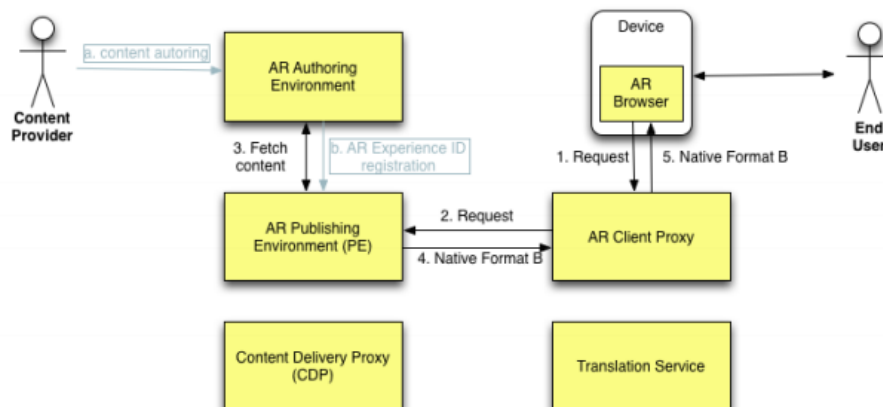 a. content autoring
Content
Provider
AR Authoring
Environment
Device
AR
Browser
End
User
3. Fetch
content
b. AR Experience ID
registration
1. Request
5. Native Format B
AR Publishing
Environment (PE)
2. Request
4. Native Format B
AR Client Proxy
Content Delivery Proxy
(CDP)
Translation Service